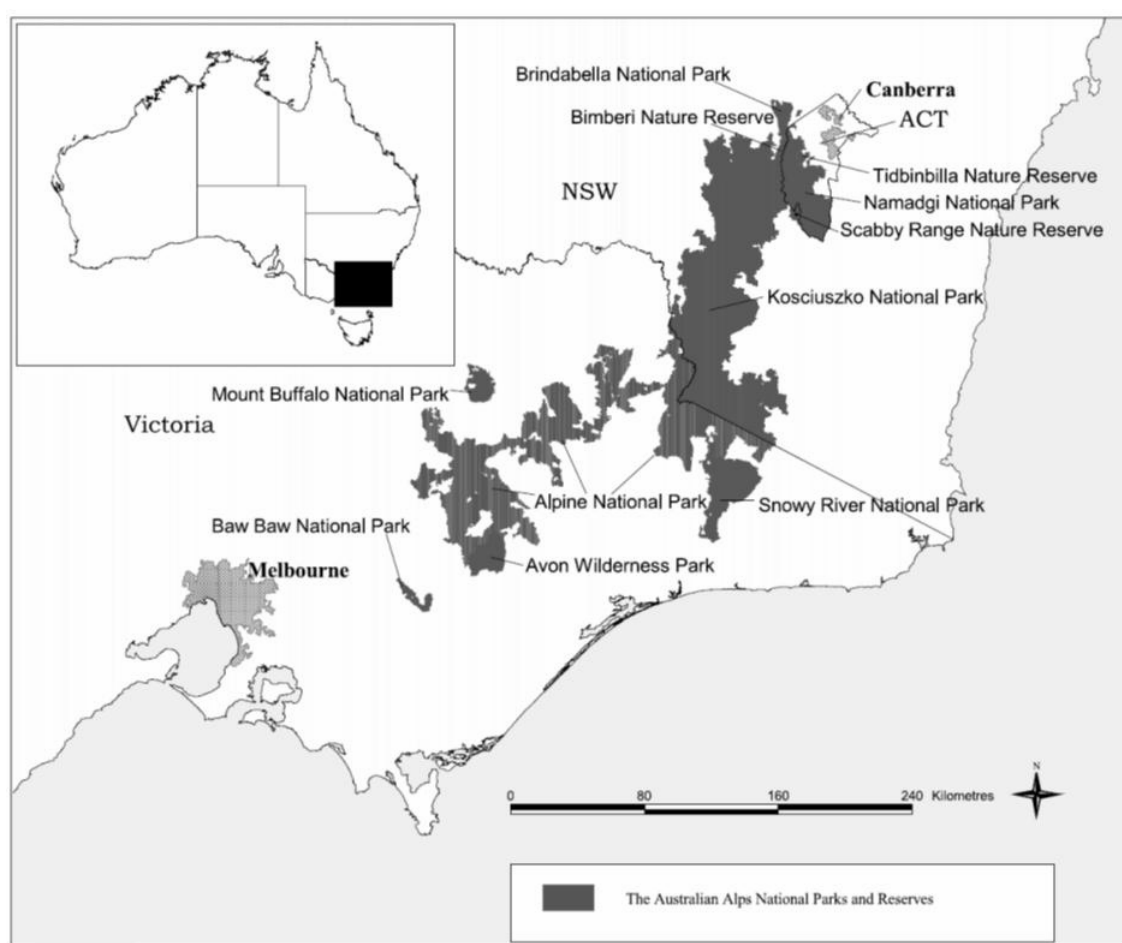 Brindabella National Park
Canberra
Bimberi Nature Reserve
ACT
Tidbinbilla Nature Reserve
NSW
Namadgi National Park
Scabby Range Nature Reserve
Kosciuszko National Park
Mount Buffalo National Park
Victoria
Alpine National Park
Snowy River National Park
Baw Baw National Park
Avon Wilderness Park
Melbourne
N
0 80 160 240 Kilometres
The Australian Alps National Parks and Reserves